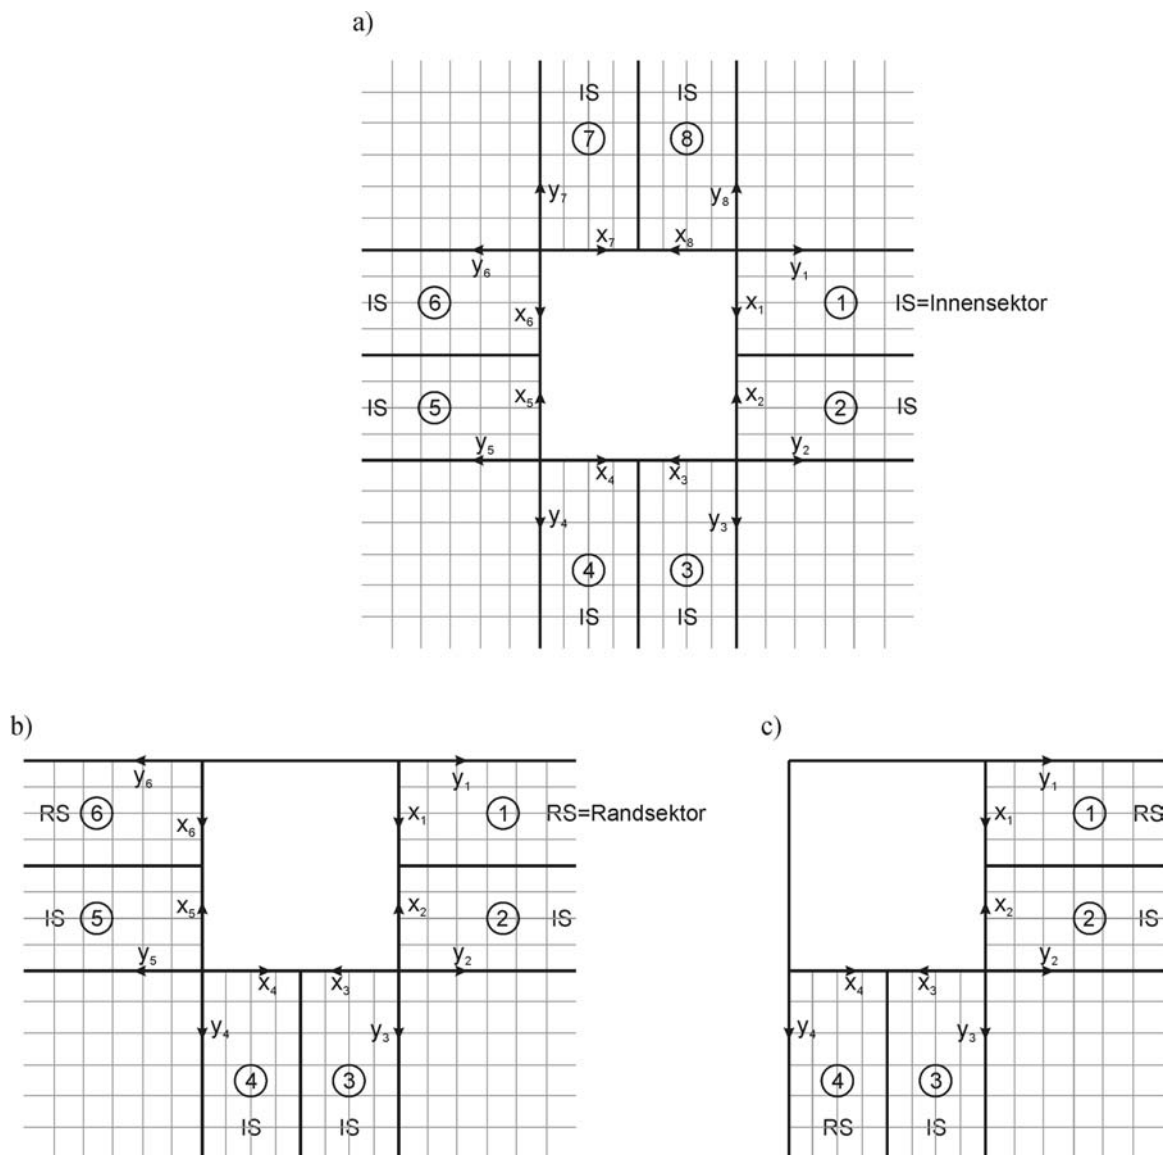 a)
IS IS
7 8
y₇ y₈
x₇ x₈
y₆ y₁
IS 6 x₆ x₁ 1 IS=Innensektor
IS 5 x₅ x₂ 2 IS
y₅ y₂
x₄ x₃
y₄ y₃
4 3
IS IS
b)
y₆ y₁
RS 6 x₆ x₁ 1 RS=Randsektor
IS 5 x₅ x₂ 2 IS
y₅ y₂
x₄ x₃
y₄ y₃
4 3
IS IS
c)
y₁
x₁ 1 RS
x₂ 2 IS
y₂
x₄ x₃
y₄ y₃
4 3
RS IS